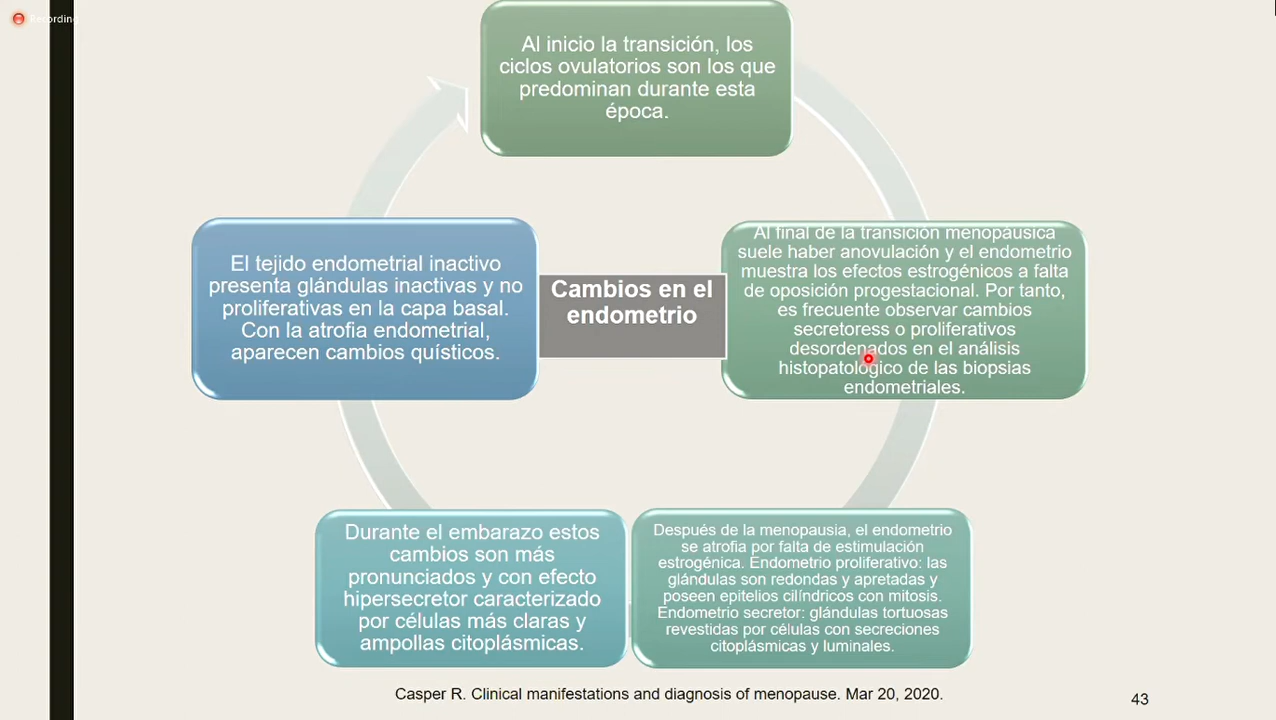 Recording
Al inicio la transición, los
ciclos ovulatorios son los que
predominan durante esta
época.
Al final de la transición menopáusica
suele haber anovulación y el endometrio
muestra los efectos estrogénicos a falta
de oposición progestacional. Por tanto,
es frecuente observar cambios
secretoress o proliferativos
desordenados en el análisis
histopatológico de las biopsias
endometriales.
Después de la menopausia, el endometrio
se atrofia por falta de estimulación
estrogénica. Endometrio proliferativo: las
glándulas son redondas y apretadas y
poseen epitelios cilíndricos con mitosis.
Endometrio secretor: glándulas tortuosas
revestidas por células con secreciones
citoplásmicas y luminales.
Durante el embarazo estos
cambios son más
pronunciados y con efecto
hipersecretor caracterizado
por células más claras y
ampollas citoplásmicas.
El tejido endometrial inactivo
presenta glándulas inactivas y no
proliferativas en la capa basal.
Con la atrofia endometrial,
aparecen cambios quísticos.
Cambios en el
endometrio
Casper R. Clinical manifestations and diagnosis of menopause. Mar 20, 2020.
43